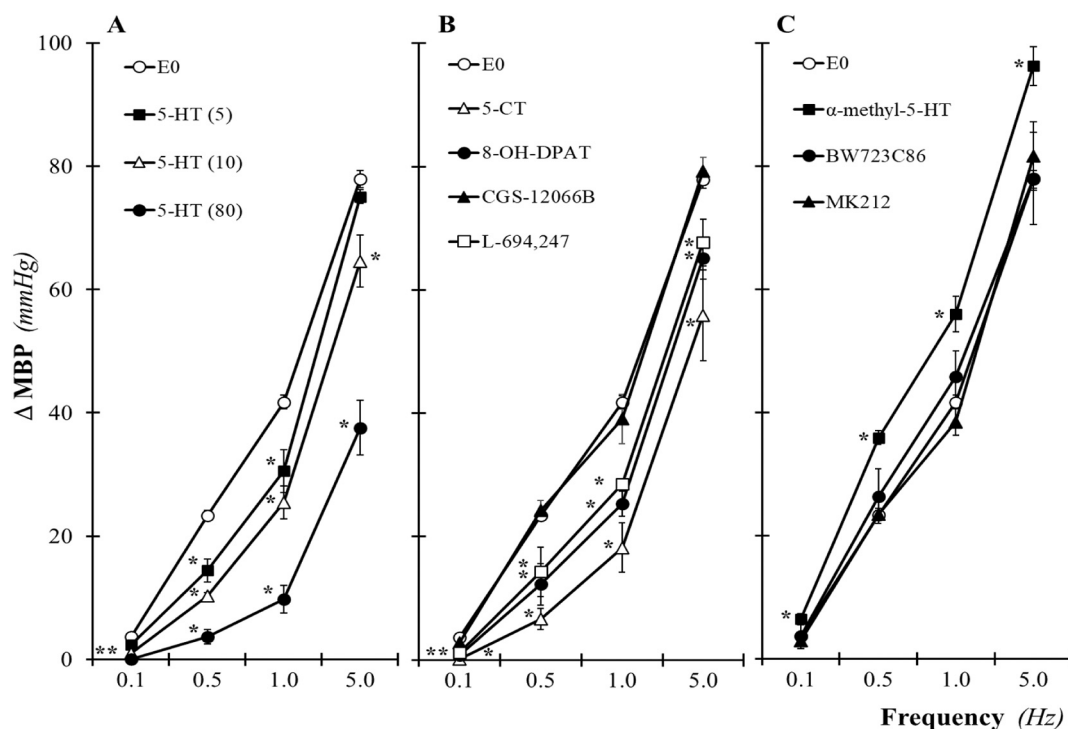 A
B
C
100
80
60
40
20
0
Δ MBP (mmHg)
E0
5-HT (5)
5-HT (10)
5-HT (80)
E0
5-CT
8-OH-DPAT
CGS-12066B
L-694,247
E0
α-methyl-5-HT
BW723C86
MK212
*
*
*
*
*
*
*
*
**
*
*
*
*
*
*
*
*
*
**
*
*
*
*
*
0.1 0.5 1.0 5.0
0.1 0.5 1.0 5.0
0.1 0.5 1.0 5.0
Frequency (Hz)